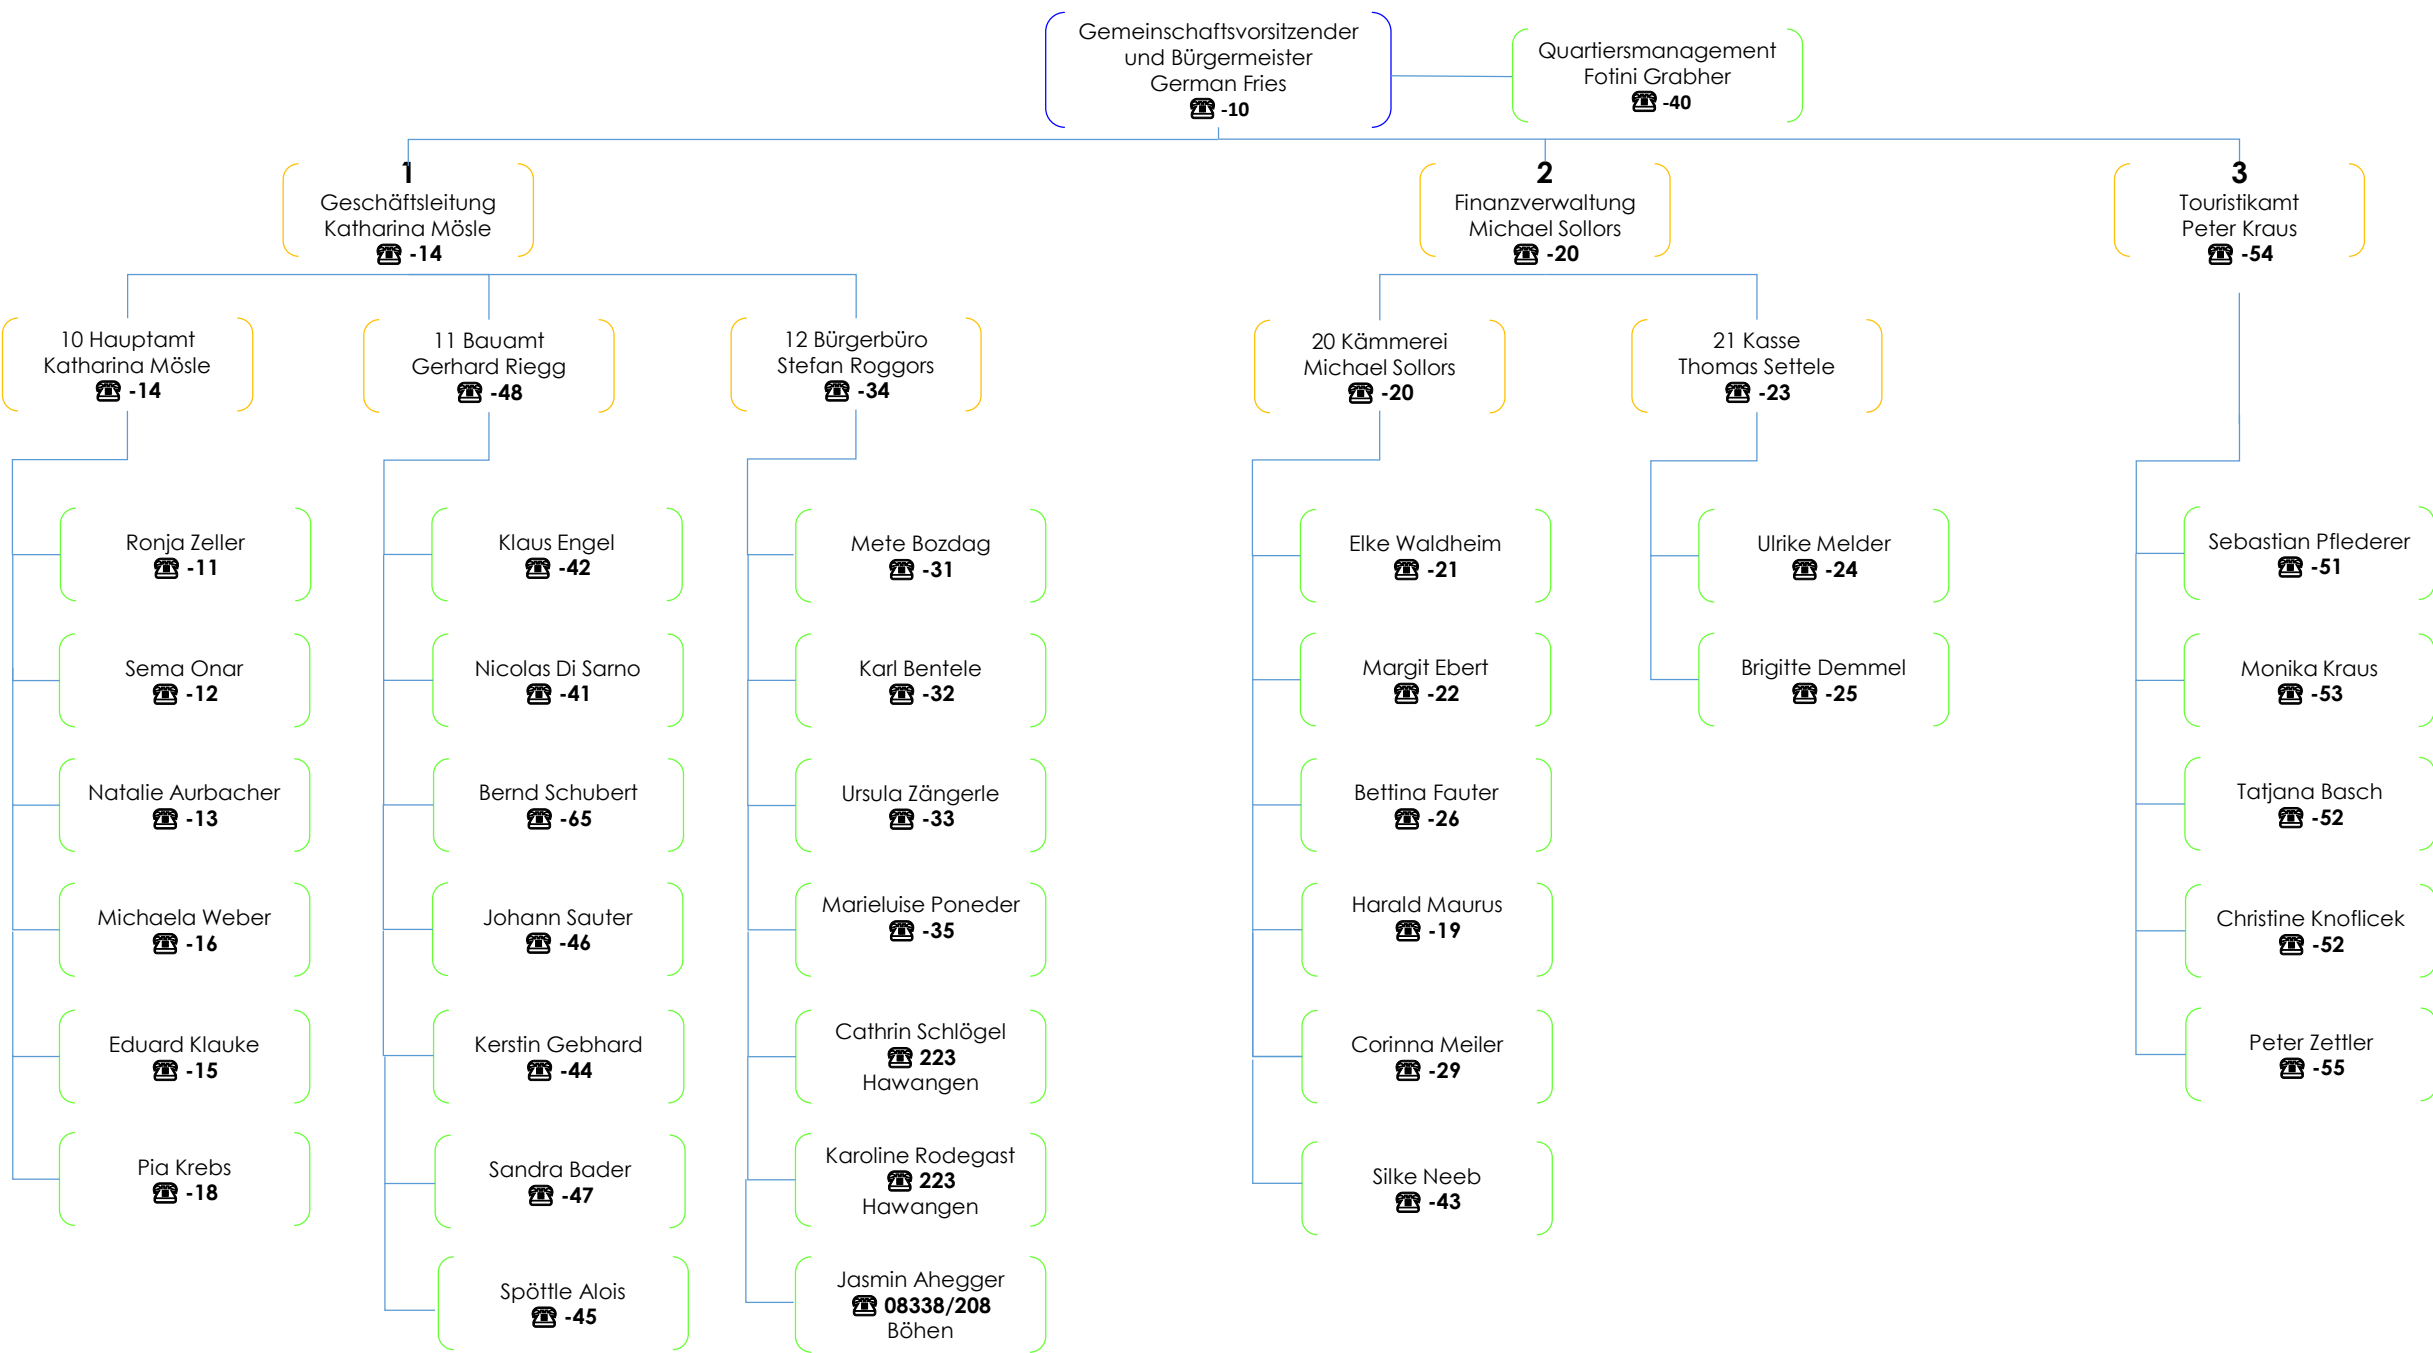 Gemeinschaftsvorsitzender
und Bürgermeister
German Fries
☎ -10
Quartiersmanagement
Fotini Grabher
☎ -40
1
Geschäftsleitung
Katharina Mösle
☎ -14
2
Finanzverwaltung
Michael Sollors
☎ -20
3
Touristikamt
Peter Kraus
☎ -54
10 Hauptamt
Katharina Mösle
☎ -14
11 Bauamt
Gerhard Riegg
☎ -48
12 Bürgerbüro
Stefan Roggors
☎ -34
20 Kämmerei
Michael Sollors
☎ -20
21 Kasse
Thomas Settele
☎ -23
Ronja Zeller
☎ -11
Sema Onar
☎ -12
Natalie Aurbacher
☎ -13
Michaela Weber
☎ -16
Eduard Klauke
☎ -15
Pia Krebs
☎ -18
Klaus Engel
☎ -42
Nicolas Di Sarno
☎ -41
Bernd Schubert
☎ -65
Johann Sauter
☎ -46
Kerstin Gebhard
☎ -44
Sandra Bader
☎ -47
Spöttle Alois
☎ -45
Mete Bozdag
☎ -31
Karl Bentele
☎ -32
Ursula Zängerle
☎ -33
Marieluise Poneder
☎ -35
Cathrin Schlögel
☎ 223
Hawangen
Karoline Rodegast
☎ 223
Hawangen
Jasmin Ahegger
☎ 08338/208
Böhen
Elke Waldheim
☎ -21
Margit Ebert
☎ -22
Bettina Fauter
☎ -26
Harald Maurus
☎ -19
Corinna Meiler
☎ -29
Silke Neeb
☎ -43
Ulrike Melder
☎ -24
Brigitte Demmel
☎ -25
Sebastian Pflederer
☎ -51
Monika Kraus
☎ -53
Tatjana Basch
☎ -52
Christine Knoflicek
☎ -52
Peter Zettler
☎ -55